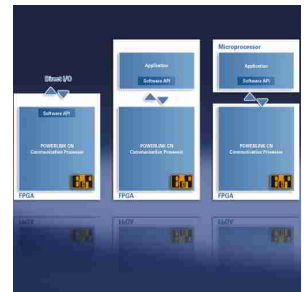 Direct I/O
Software API
POWERLINK CN
Communication Processor
FPGA
Application
Software API
POWERLINK CN
Communication Processor
FPGA
Microprocessor
Application
Software API
POWERLINK CN
Communication Processor
FPGA